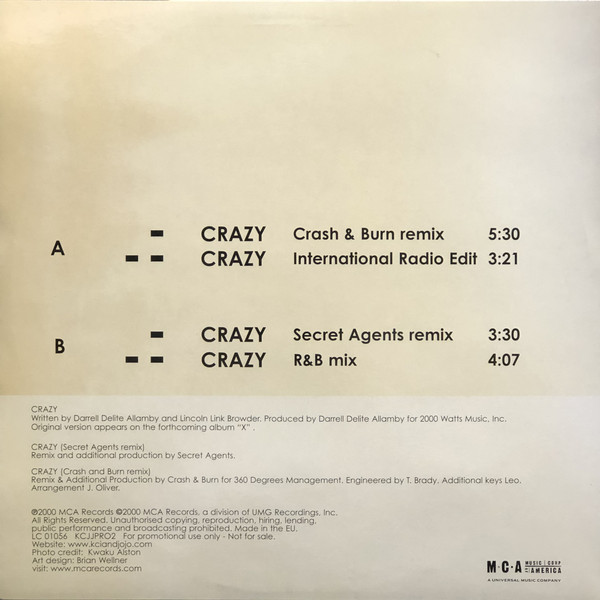 A
- CRAZY Crash & Burn remix 5:30
- - CRAZY International Radio Edit 3:21
B
- CRAZY Secret Agents remix 3:30
- - CRAZY R&B mix 4:07
CRAZY
Written by Darrell Delite Allamby and Lincoln Link Browder. Produced by Darrell Delite Allamby for 2000 Watts Music, Inc.
Original version appears on the forthcoming album "X" .
CRAZY (Secret Agents remix)
Remix and additional production by Secret Agents.
CRAZY (Crash and Burn remix)
Remix & Additional Production by Crash & Burn for 360 Degrees Management. Engineered by T. Brady. Additional keys Leo.
Arrangement J. Oliver.
℗2000 MCA Records ©2000 MCA Records, a division of UMG Recordings, Inc.
All Rights Reserved. Unauthorised copying, reproduction, hiring, lending,
public performance and broadcasting prohibited. Made in the EU.
LC 01056 KCJJPRO2 For promotional use only - Not for sale.
Website: www.kciandjojo.com
Photo credit: Kwaku Alston
Art design: Brian Wellner
visit: www.mcarecords.com
M·C·A MUSIC CORP
OF AMERICA
A UNIVERSAL MUSIC COMPANY